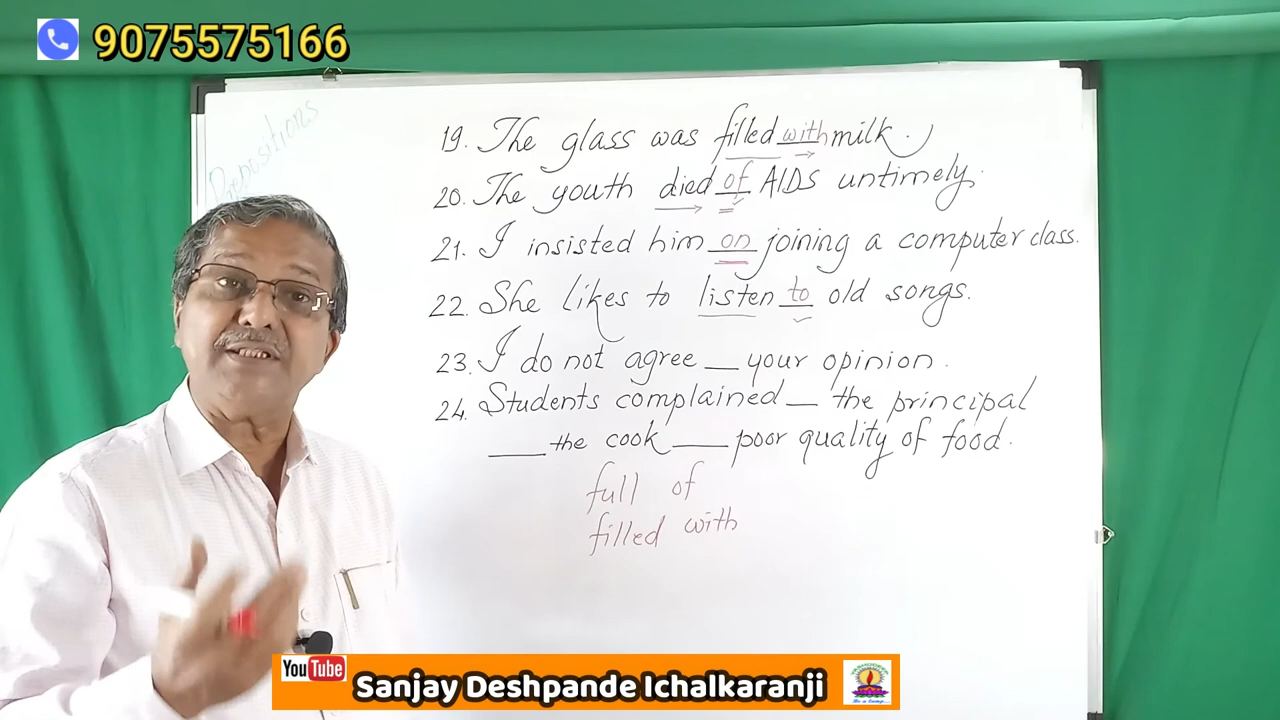 9075575166
Prepositions
19. The glass was filled with milk.
20. The youth died of AIDS untimely.
21. I insisted him on joining a computer class.
22. She likes to listen to old songs.
23. I do not agree __ your opinion.
24. Students complained __ the principal
__ the cook __ poor quality of food.
full of
filled with
YouTube
Sanjay Deshpande Ichalkaranji